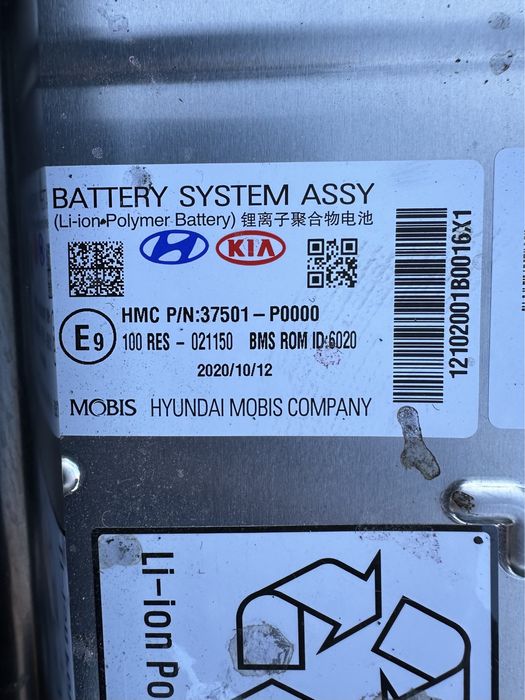 BATTERY SYSTEM ASSY
(Li-ion Polymer Battery) 锂离子聚合物电池
KIA
HMC P/N:37501-P0000
E9
100 RES - 021150 BMS ROM ID:6020
2020/10/12
MOBIS HYUNDAI MOBIS COMPANY
12102001B0016X1
Li-ion Po